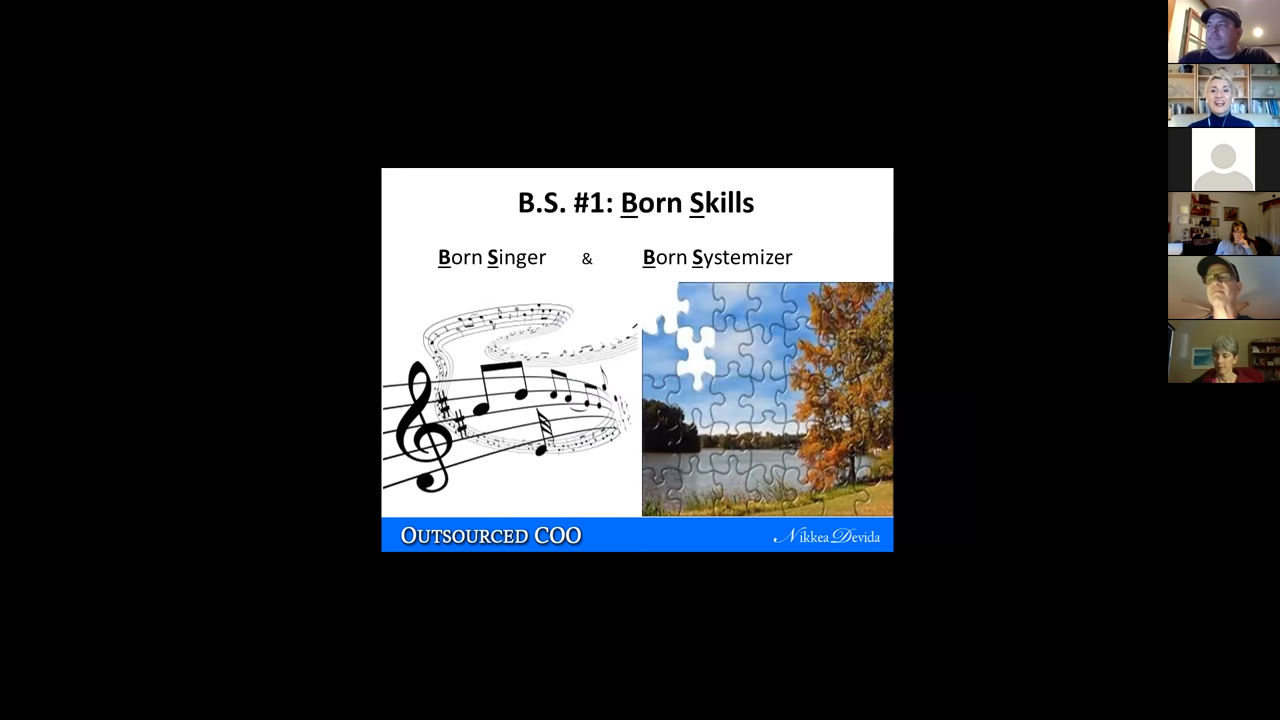 B.S. #1: Born Skills
Born Singer & Born Systemizer
OUTSOURCED COO
Nikkea Devida